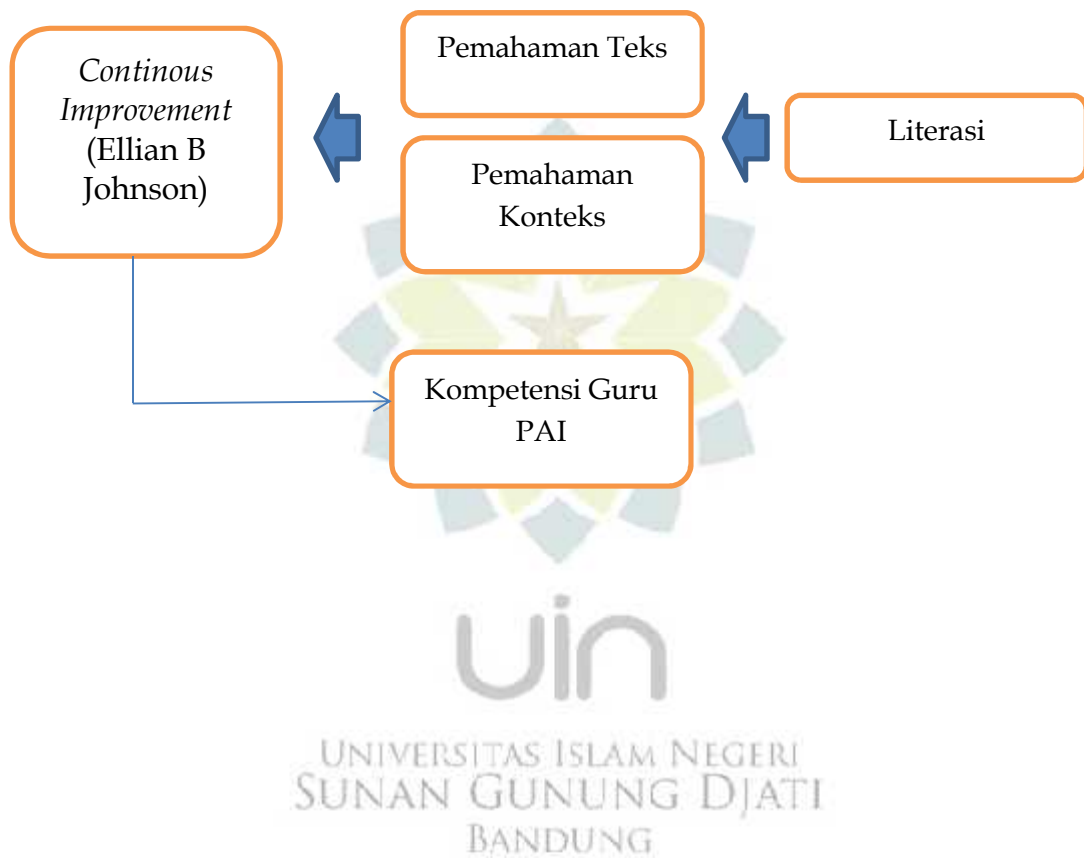 Continous
Improvement
(Ellian B
Johnson)
Pemahaman Teks
Pemahaman
Konteks
Literasi
Kompetensi Guru
PAI
uin
UNIVERSITAS ISLAM NEGERI
SUNAN GUNUNG DJATI
BANDUNG